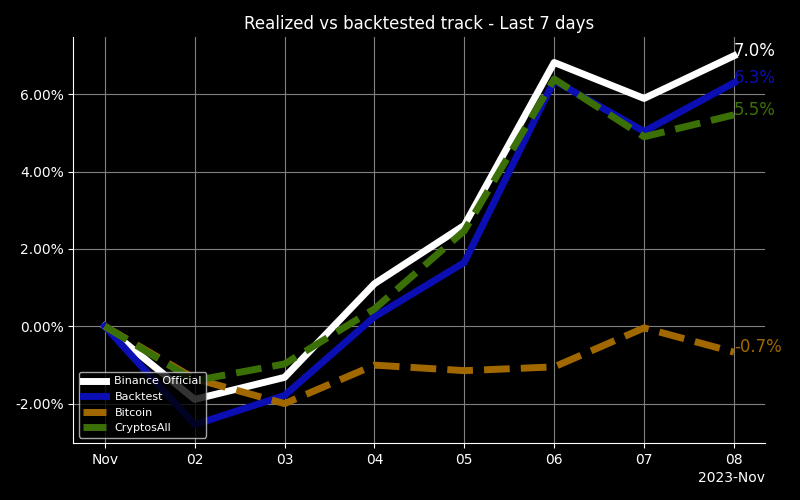 Realized vs backtested track - Last 7 days
7.0%
6.3%
5.5%
-0.7%
6.00%
4.00%
2.00%
0.00%
-2.00%
Binance Official
Backtest
Bitcoin
CryptosAll
Nov 02 03 04 05 06 07 08
2023-Nov